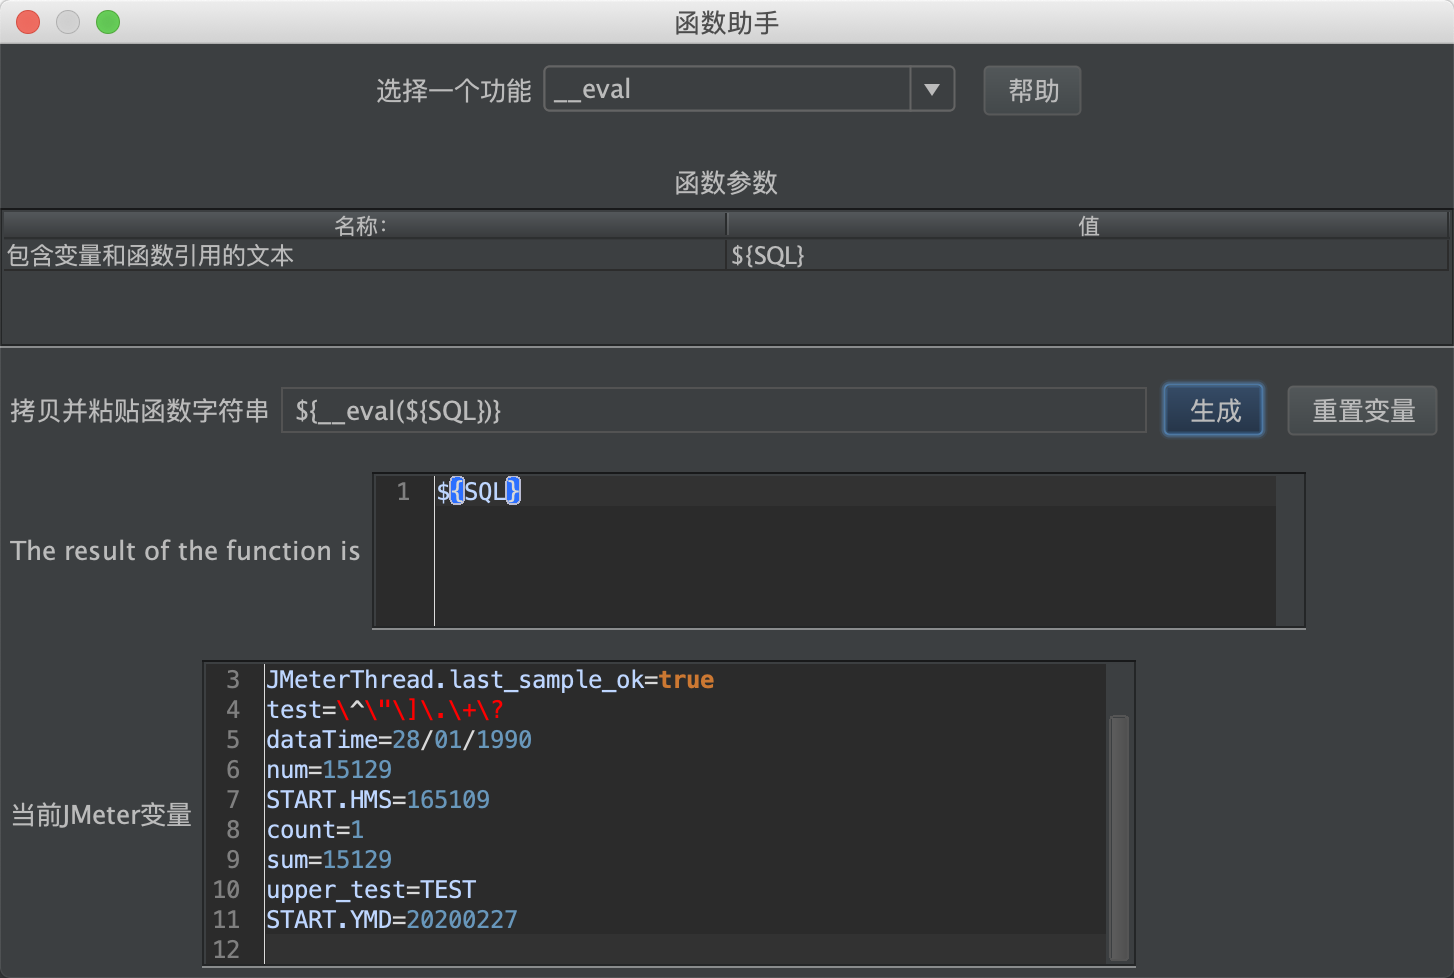 函数助手
选择一个功能 __eval 帮助
函数参数
名称: 值
包含变量和函数引用的文本 ${SQL}
拷贝并粘贴函数字符串 ${__eval(${SQL})} 生成 重置变量
The result of the function is
1 ${SQL}
当前JMeter变量
3 JMeterThread.last_sample_ok=true
4 test=\^\"\]\.\+\?
5 dataTime=28/01/1990
6 num=15129
7 START.HMS=165109
8 count=1
9 sum=15129
10 upper_test=TEST
11 START.YMD=20200227
12